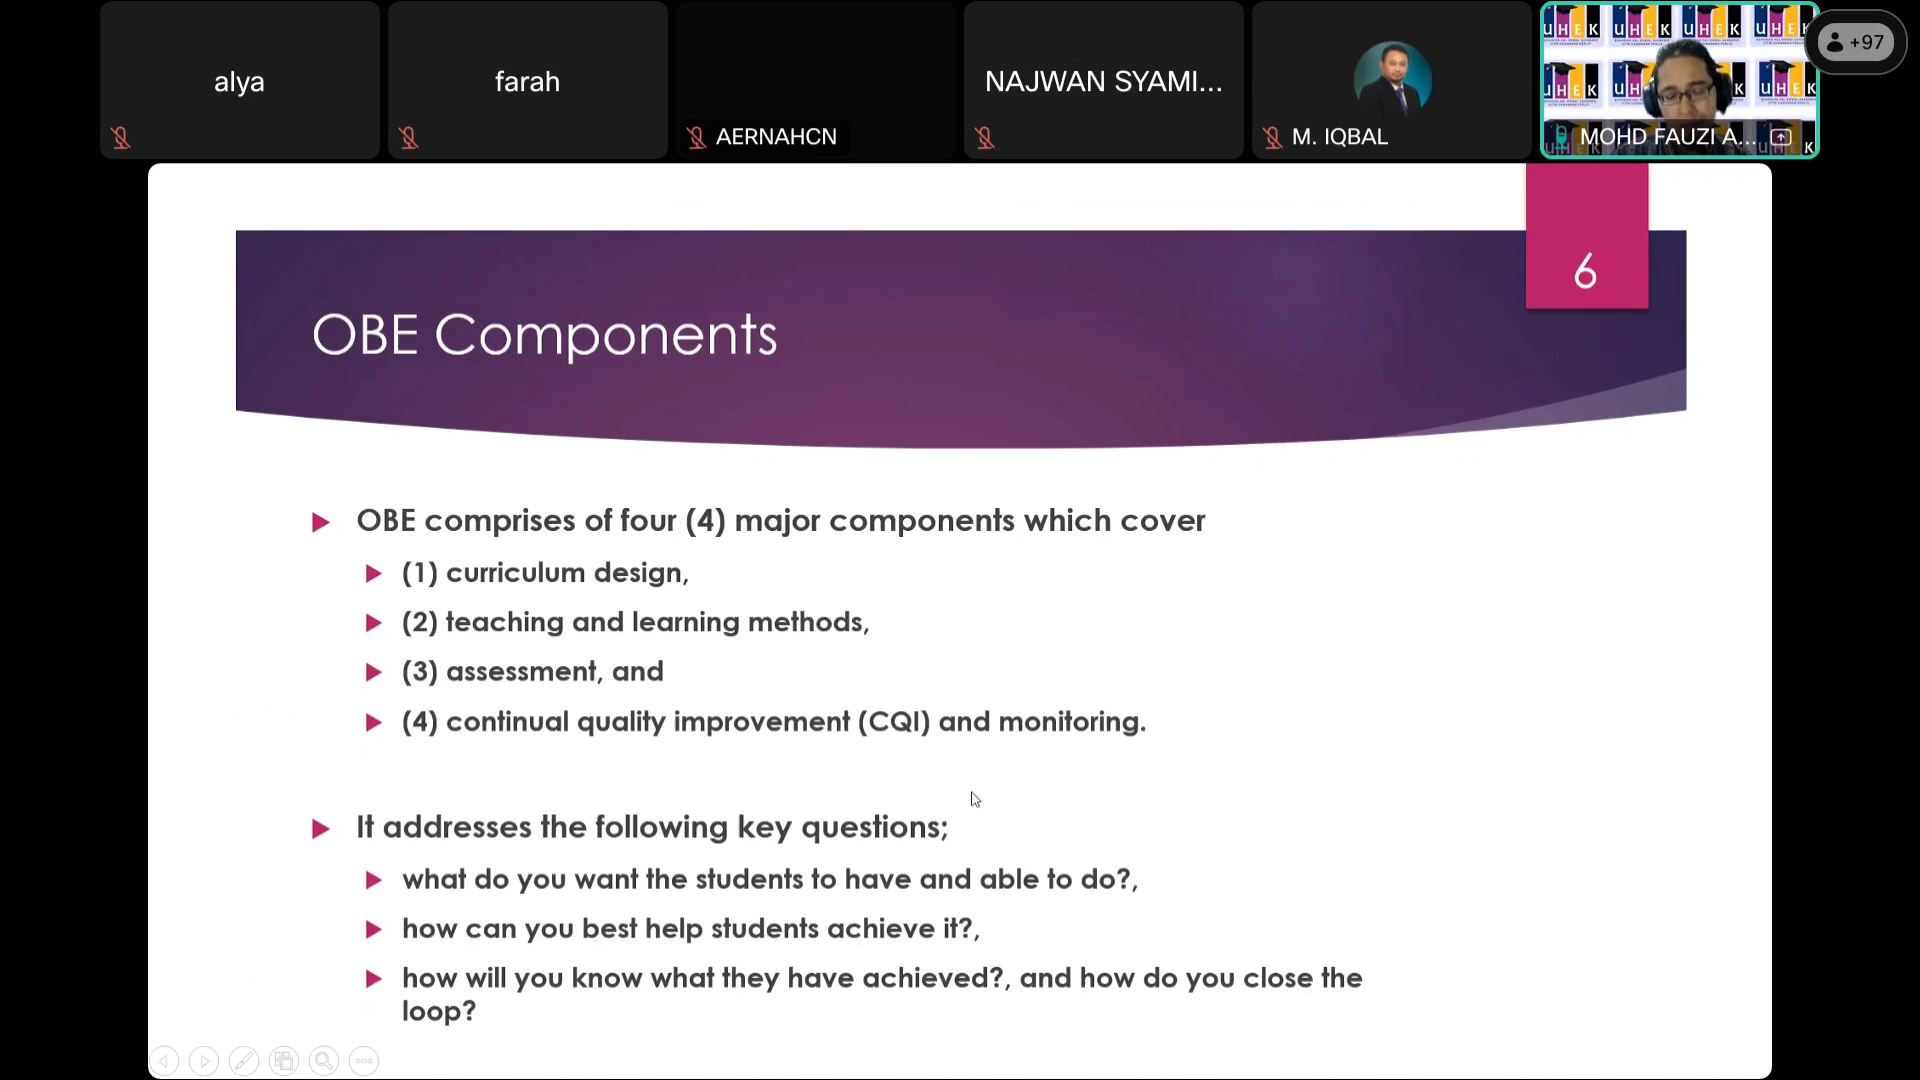 alya
farah
AERNAHCN
NAJWAN SYAMI...
M. IQBAL
MOHD FAUZI A...
+97
UHEK UHEK UHEK UHEK
6
OBE Components
OBE comprises of four (4) major components which cover
(1) curriculum design,
(2) teaching and learning methods,
(3) assessment, and
(4) continual quality improvement (CQI) and monitoring.
It addresses the following key questions;
what do you want the students to have and able to do?,
how can you best help students achieve it?,
how will you know what they have achieved?, and how do you close the
loop?